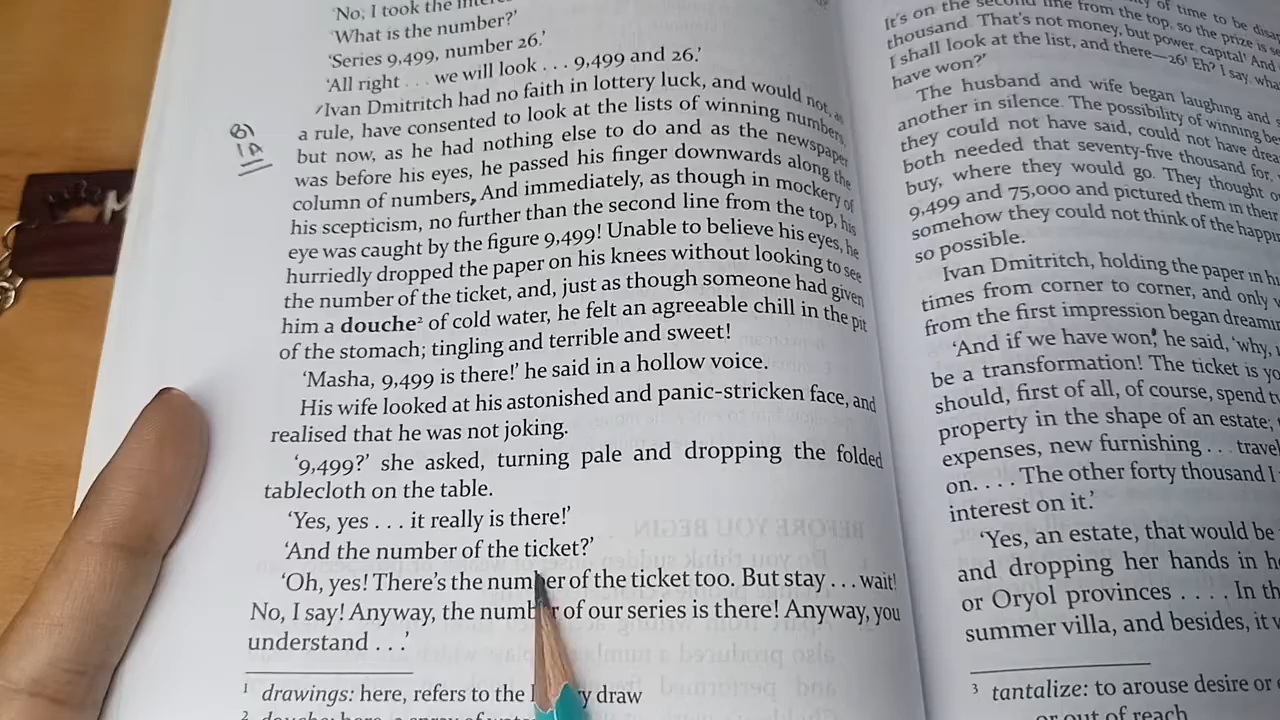 'No; I took the
'What is the number?'
'Series 9,499, number 26.'
'All right . . . we will look . . . 9,499 and 26.'
Ivan Dmitritch had no faith in lottery luck, and would not, as
a rule, have consented to look at the lists of winning numbers,
but now, as he had nothing else to do and as the newspaper
was before his eyes, he passed his finger downwards along the
column of numbers, And immediately, as though in mockery of
his scepticism, no further than the second line from the top, his
eye was caught by the figure 9,499! Unable to believe his eyes, he
hurriedly dropped the paper on his knees without looking to see
the number of the ticket, and, just as though someone had given
him a douche² of cold water, he felt an agreeable chill in the pit
of the stomach; tingling and terrible and sweet!
'Masha, 9,499 is there!' he said in a hollow voice.
His wife looked at his astonished and panic-stricken face, and
realised that he was not joking.
'9,499?' she asked, turning pale and dropping the folded
tablecloth on the table.
'Yes, yes . . . it really is there!'
'And the number of the ticket?'
'Oh, yes! There's the number of the ticket too. But stay . . . wait!
No, I say! Anyway, the number of our series is there! Anyway, you
understand . . .'
¹ drawings: here, refers to the draw
1A
of time to be
It's on the second line from the top, so the prize is
thousand. That's not money, but power, capital! And
I shall look at the list, and there—26! Eh? I say,
have won?'
The husband and wife began laughing and
another in silence. The possibility of winning
they could not have said, could not have
both needed that seventy-five thousand for,
buy, where they would go. They thought
9,499 and 75,000 and pictured them in their
somehow they could not think of the
so possible.
Ivan Dmitritch, holding the paper in
times from corner to corner, and only
from the first impression began
'And if we have won,' he said, 'why,
be a transformation! The ticket is
should, first of all, of course, spend
property in the shape of an estate;
expenses, new furnishing . . .
on. . . . The other forty thousand I
interest on it.'
'Yes, an estate, that would be
and dropping her hands in
or Oryol provinces . . . . In
summer villa, and besides, it
³ tantalize: to arouse desire or
or out of reach
BEFORE YOU BEGIN